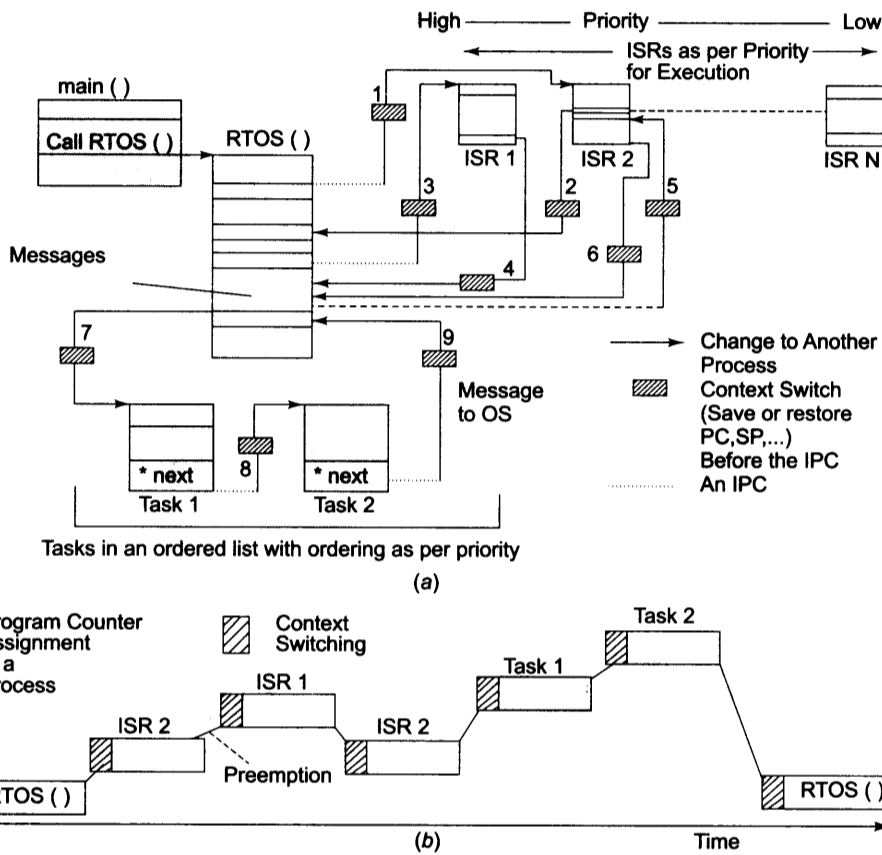 High Priority Low
ISRs as per Priority
for Execution
main ( )
1
Call RTOS ( )
RTOS ( )
ISR 1
ISR 2
ISR N
3
2
5
Messages
4
6
7
9
Change to Another
Process
Message
to OS
Context Switch
(Save or restore
PC,SP,...)
Before the IPC
8
* next
* next
An IPC
Task 1
Task 2
Tasks in an ordered list with ordering as per priority
(a)
rogram Counter
ssignment
a
rocess
Context
Switching
Task 2
Task 1
ISR 1
ISR 2
ISR 2
Preemption
RTOS ( )
RTOS ( )
(b)
Time